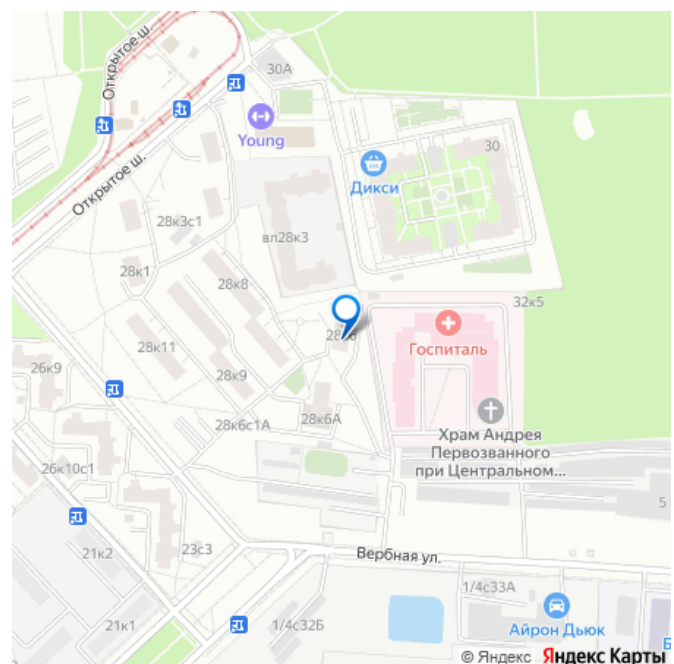 Открытое ш.
30А
Young
Дикси
30
Открытое ш.
28к3с1
вл28к3
28к1
28к8
32к5
28к11
Госпиталь
26к9
28к9
28к6с1А
28к6А
Храм Андрея
Первозванного
при Центральном...
26к10с1
5
21к2
23с3
Вербная ул.
1/4с33А
21к1
1/4с32Б
Айрон Дьюк
Б
© Яндекс Яндекс Карты